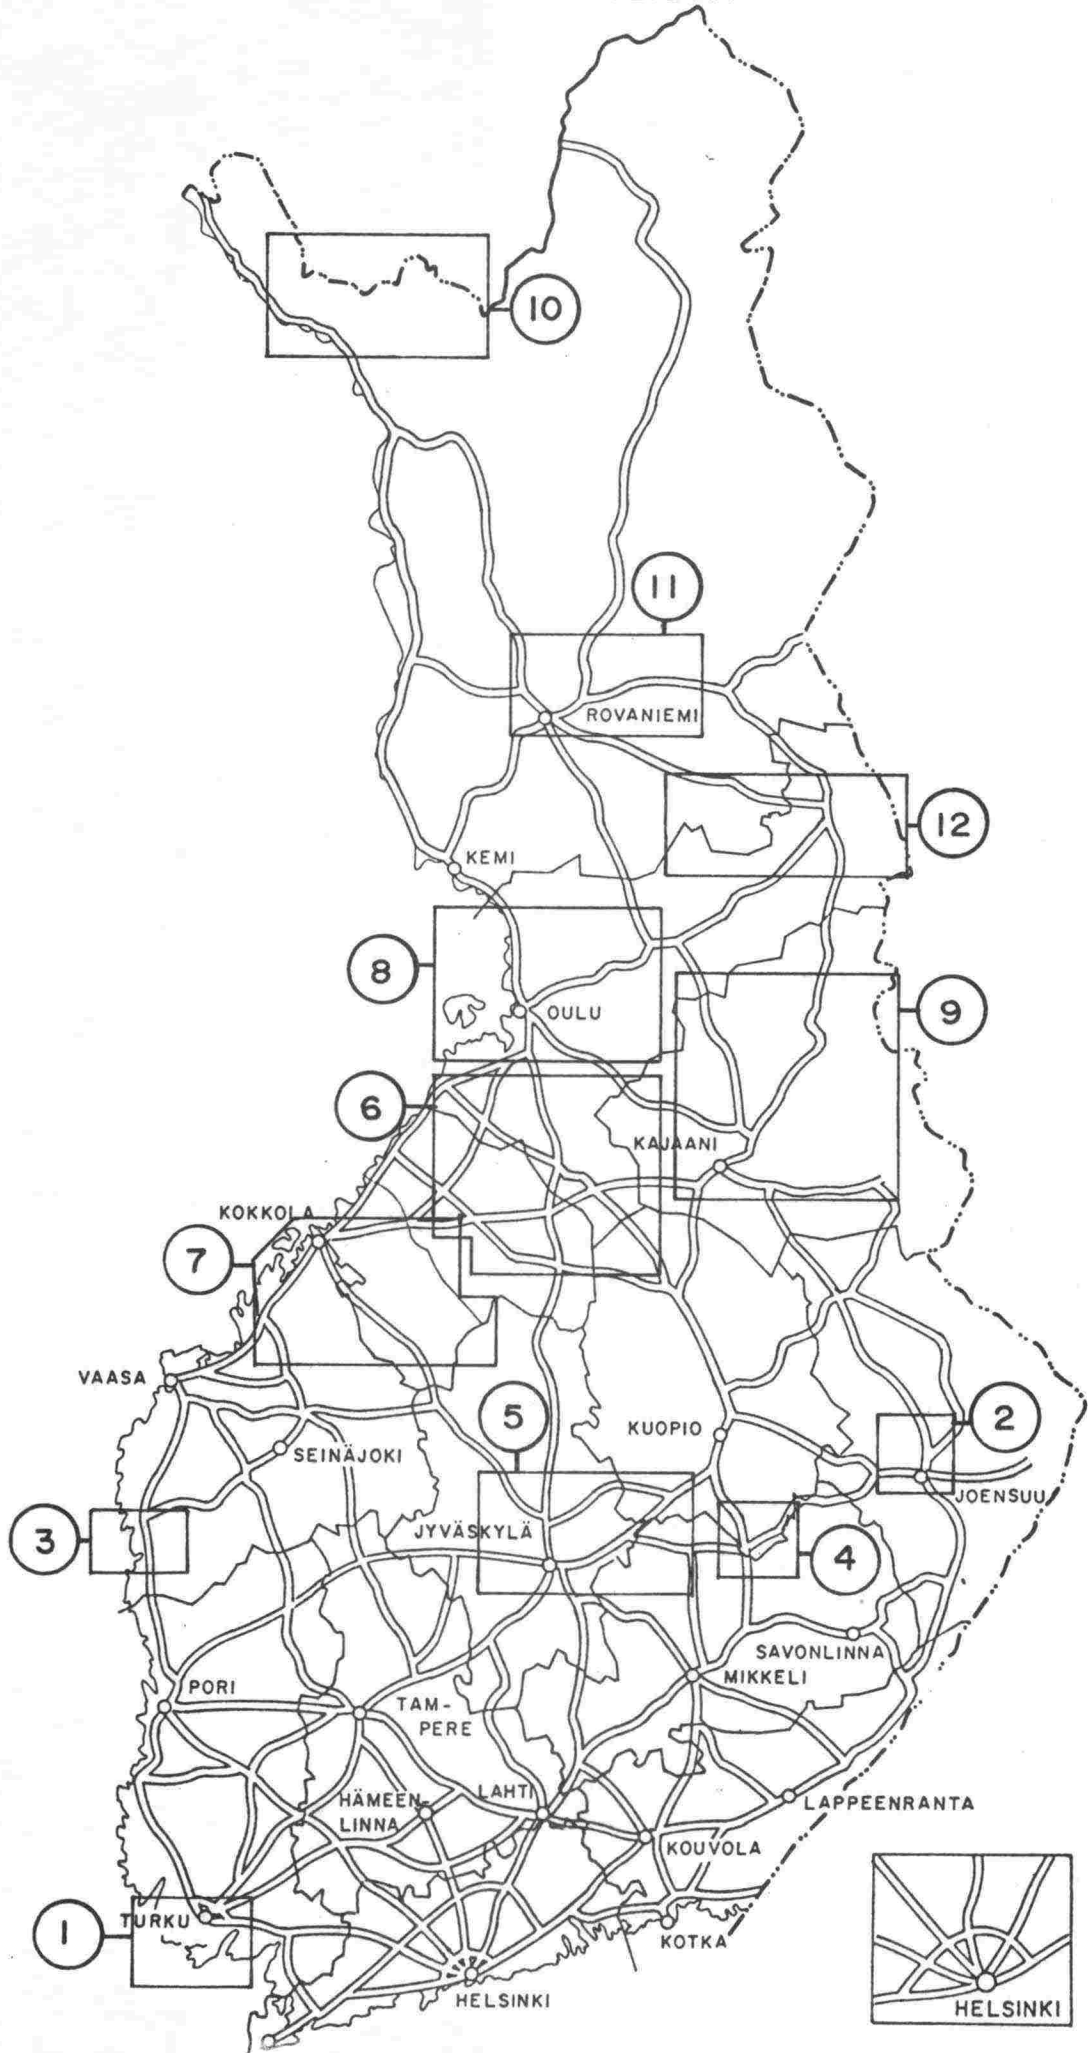 10
11
ROVANIEMI
12
KEMI
8
OULU
9
6
KAJAANI
KOKKOLA
7
VAASA
5
KUOPIO
2
SEINÄJOKI
JOENSUU
3
JYVÄSKYLÄ
4
SAVONLINNA
MIKKELI
PORI
TAM-
PERE
HÄMEEN-
LINNA
LAHTI
LAPPEENRANTA
KOUVOLA
1
TURKU
KOTKA
HELSINKI
HELSINKI